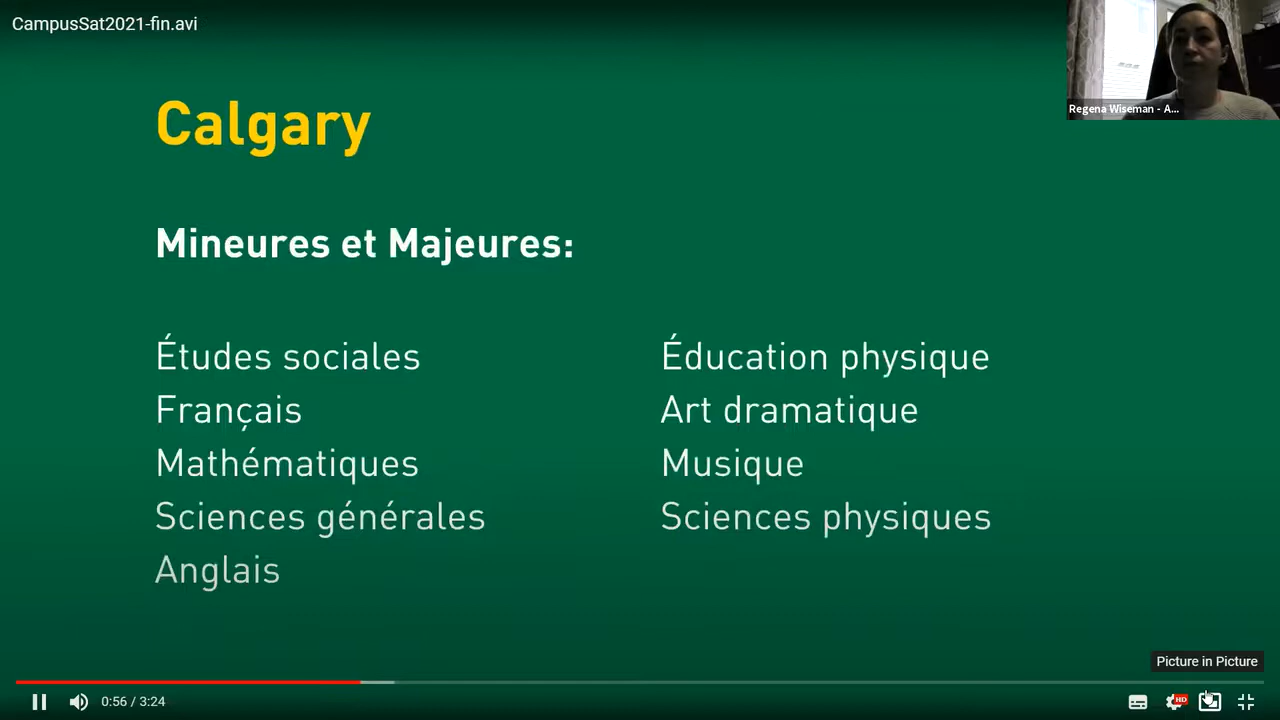 CampusSat2021-fin.avi
Regena Wiseman - A...
Calgary
Mineures et Majeures:
Études sociales
Français
Mathématiques
Sciences générales
Anglais
Éducation physique
Art dramatique
Musique
Sciences physiques
Picture in Picture
0:56 / 3:24
HD